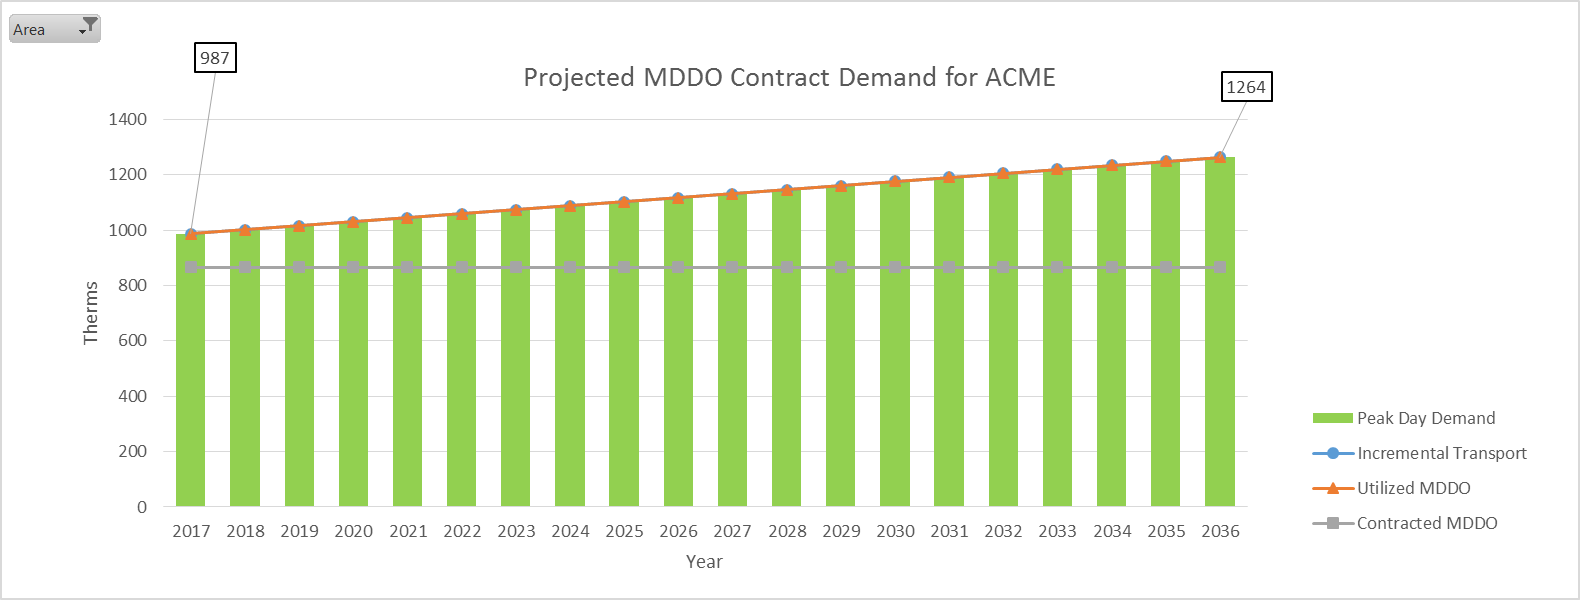 Area
987
Projected MDDO Contract Demand for ACME
1264
1400
1200
1000
800
600
400
200
0
Therms
2017 2018 2019 2020 2021 2022 2023 2024 2025 2026 2027 2028 2029 2030 2031 2032 2033 2034 2035 2036
Year
Peak Day Demand
Incremental Transport
Utilized MDDO
Contracted MDDO